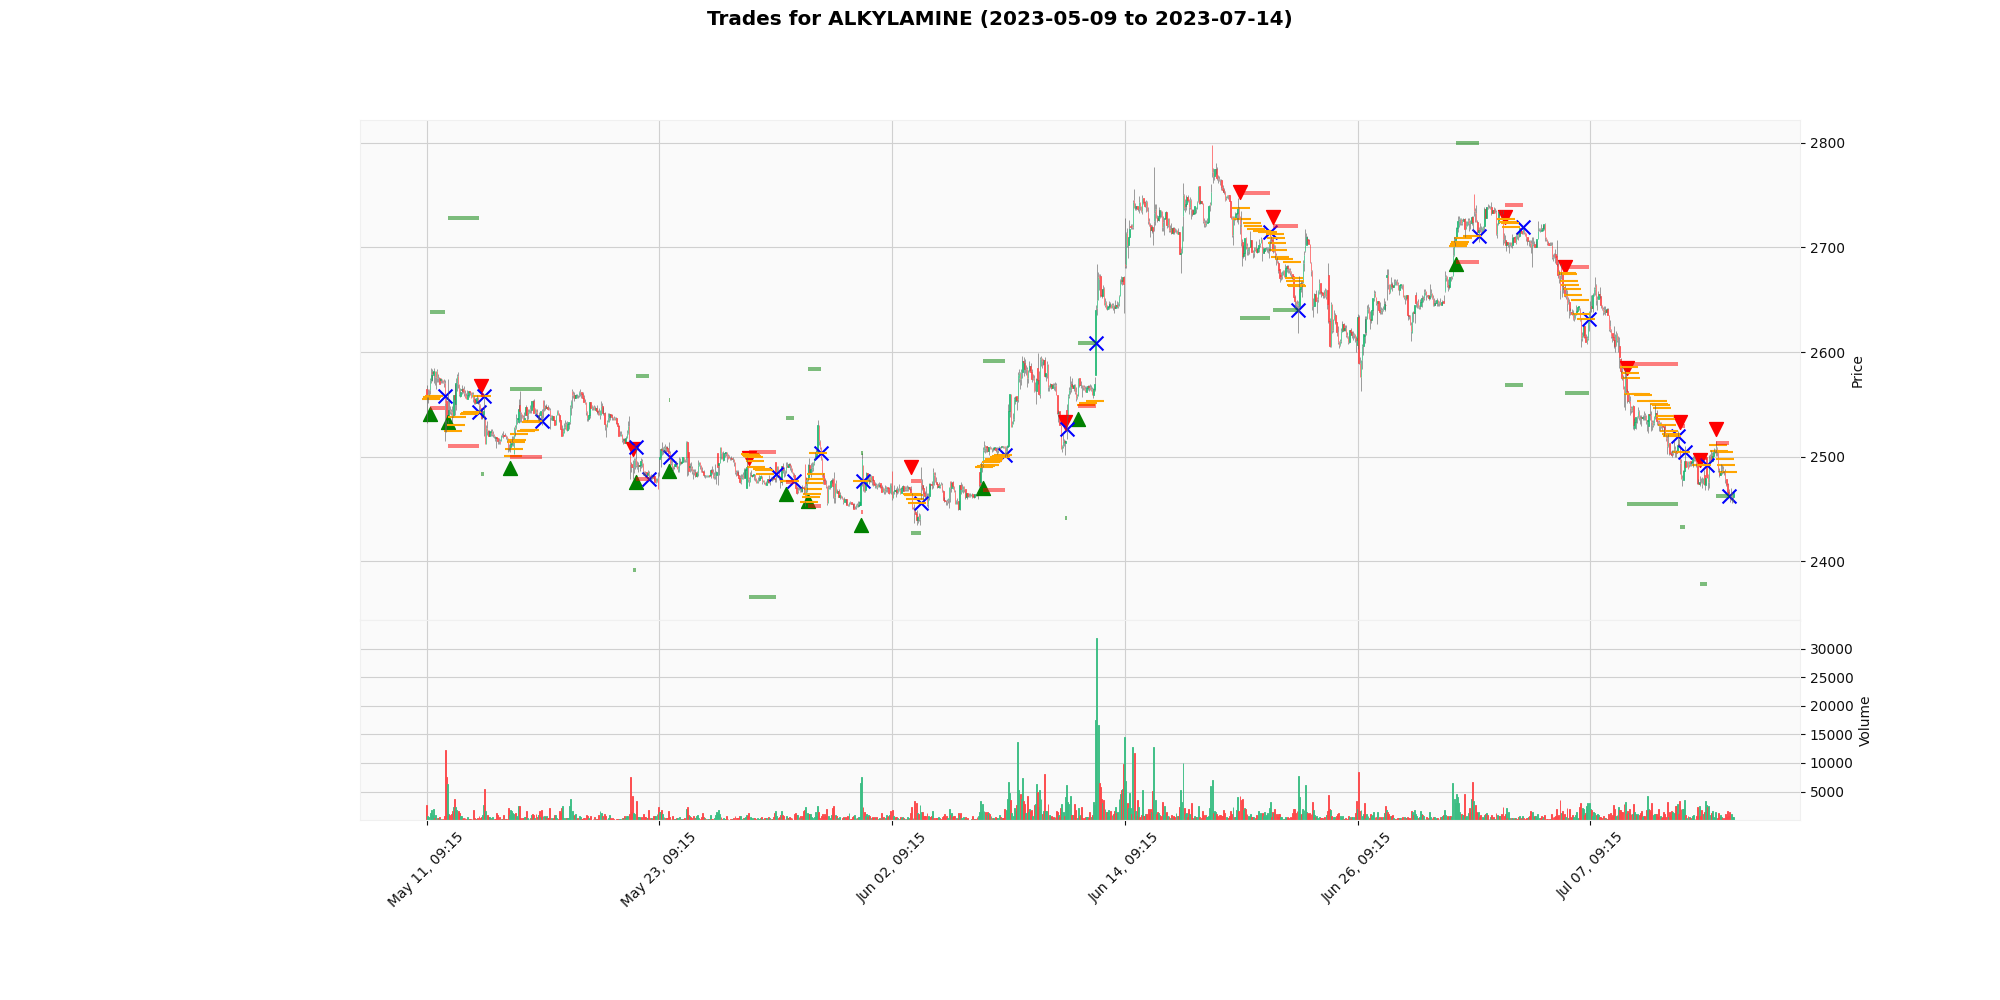 Trades for ALKYLAMINE (2023-05-09 to 2023-07-14)
2800
2700
2600
2500
2400
Price
30000
25000
20000
15000
10000
5000
Volume
May 11, 09:15
May 23, 09:15
Jun 02, 09:15
Jun 14, 09:15
Jun 26, 09:15
Jul 07, 09:15